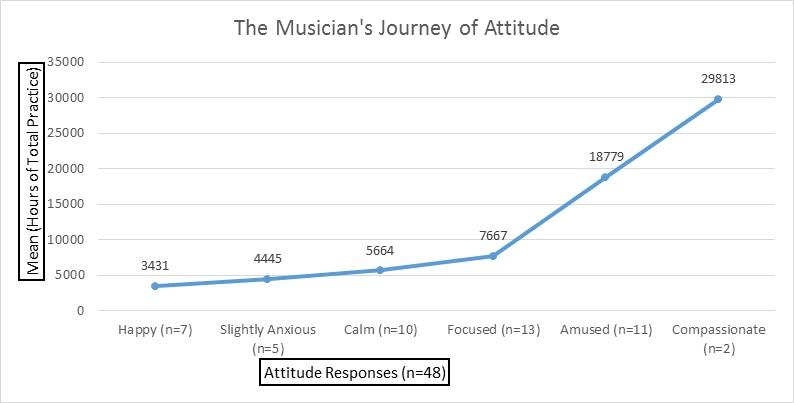 The Musician's Journey of Attitude
Mean (Hours of Total Practice)
35000
30000
25000
20000
15000
10000
5000
0
3431
4445
5664
7667
18779
29813
Happy (n=7)
Slightly Anxious
(n=5)
Calm (n=10)
Focused (n=13)
Amused (n=11)
Compassionate
(n=2)
Attitude Responses (n=48)